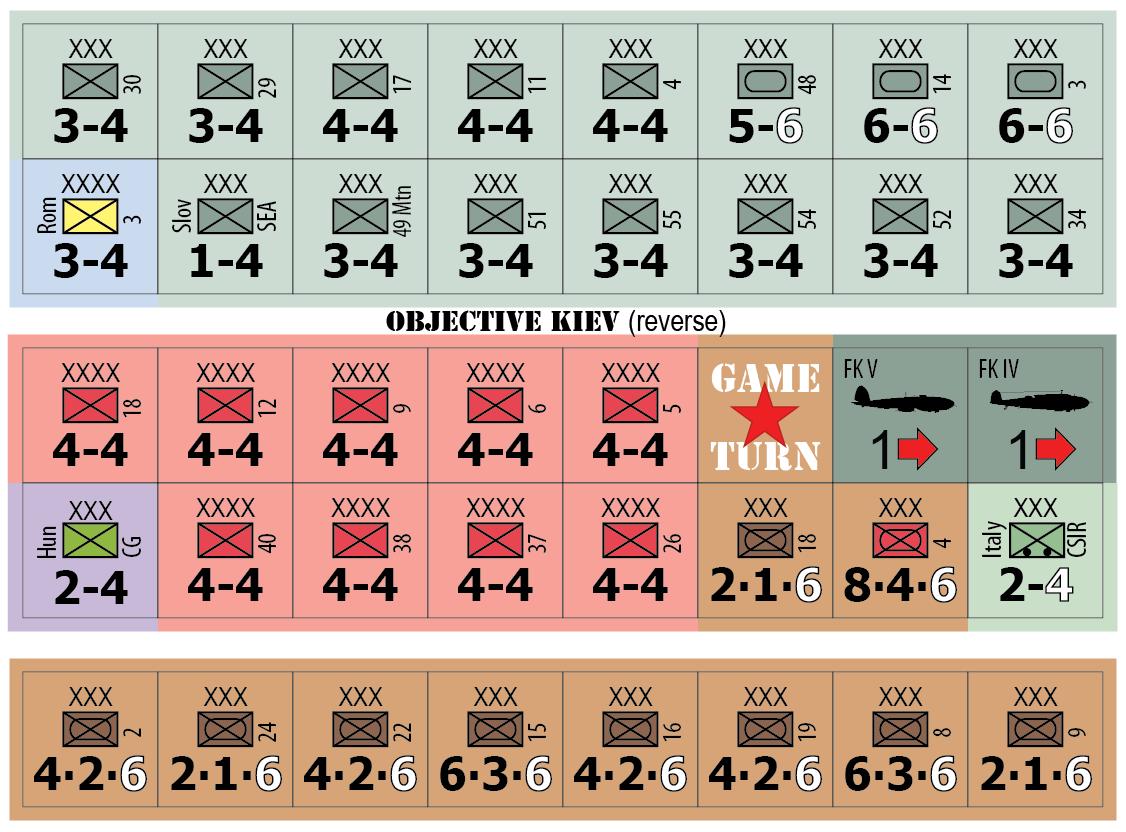 XXX XXX XXX XXX XXX XXX XXX XXX
30 29 17 11 4 48 14 3
3-4 3-4 4-4 4-4 4-4 5-6 6-6 6-6
XXXX XXX XXX XXX XXX XXX XXX XXX
Rom 3 Slov SEA 49 Mtn 51 55 54 52 34
3-4 1-4 3-4 3-4 3-4 3-4 3-4 3-4
OBJECTIVE KIEV (reverse)
XXXX XXXX XXXX XXXX XXXX GAME FK V FK IV
18 12 9 6 5
4-4 4-4 4-4 4-4 4-4 TURN 1 1
XXX XXXX XXXX XXXX XXXX XXX XXX XXX
Hun CG 40 38 37 26 18 4 Italy CSIR
2-4 4-4 4-4 4-4 4-4 2·1·6 8·4·6 2-4
XXX XXX XXX XXX XXX XXX XXX XXX
2 24 22 15 16 19 8 9
4·2·6 2·1·6 4·2·6 6·3·6 4·2·6 4·2·6 6·3·6 2·1·6